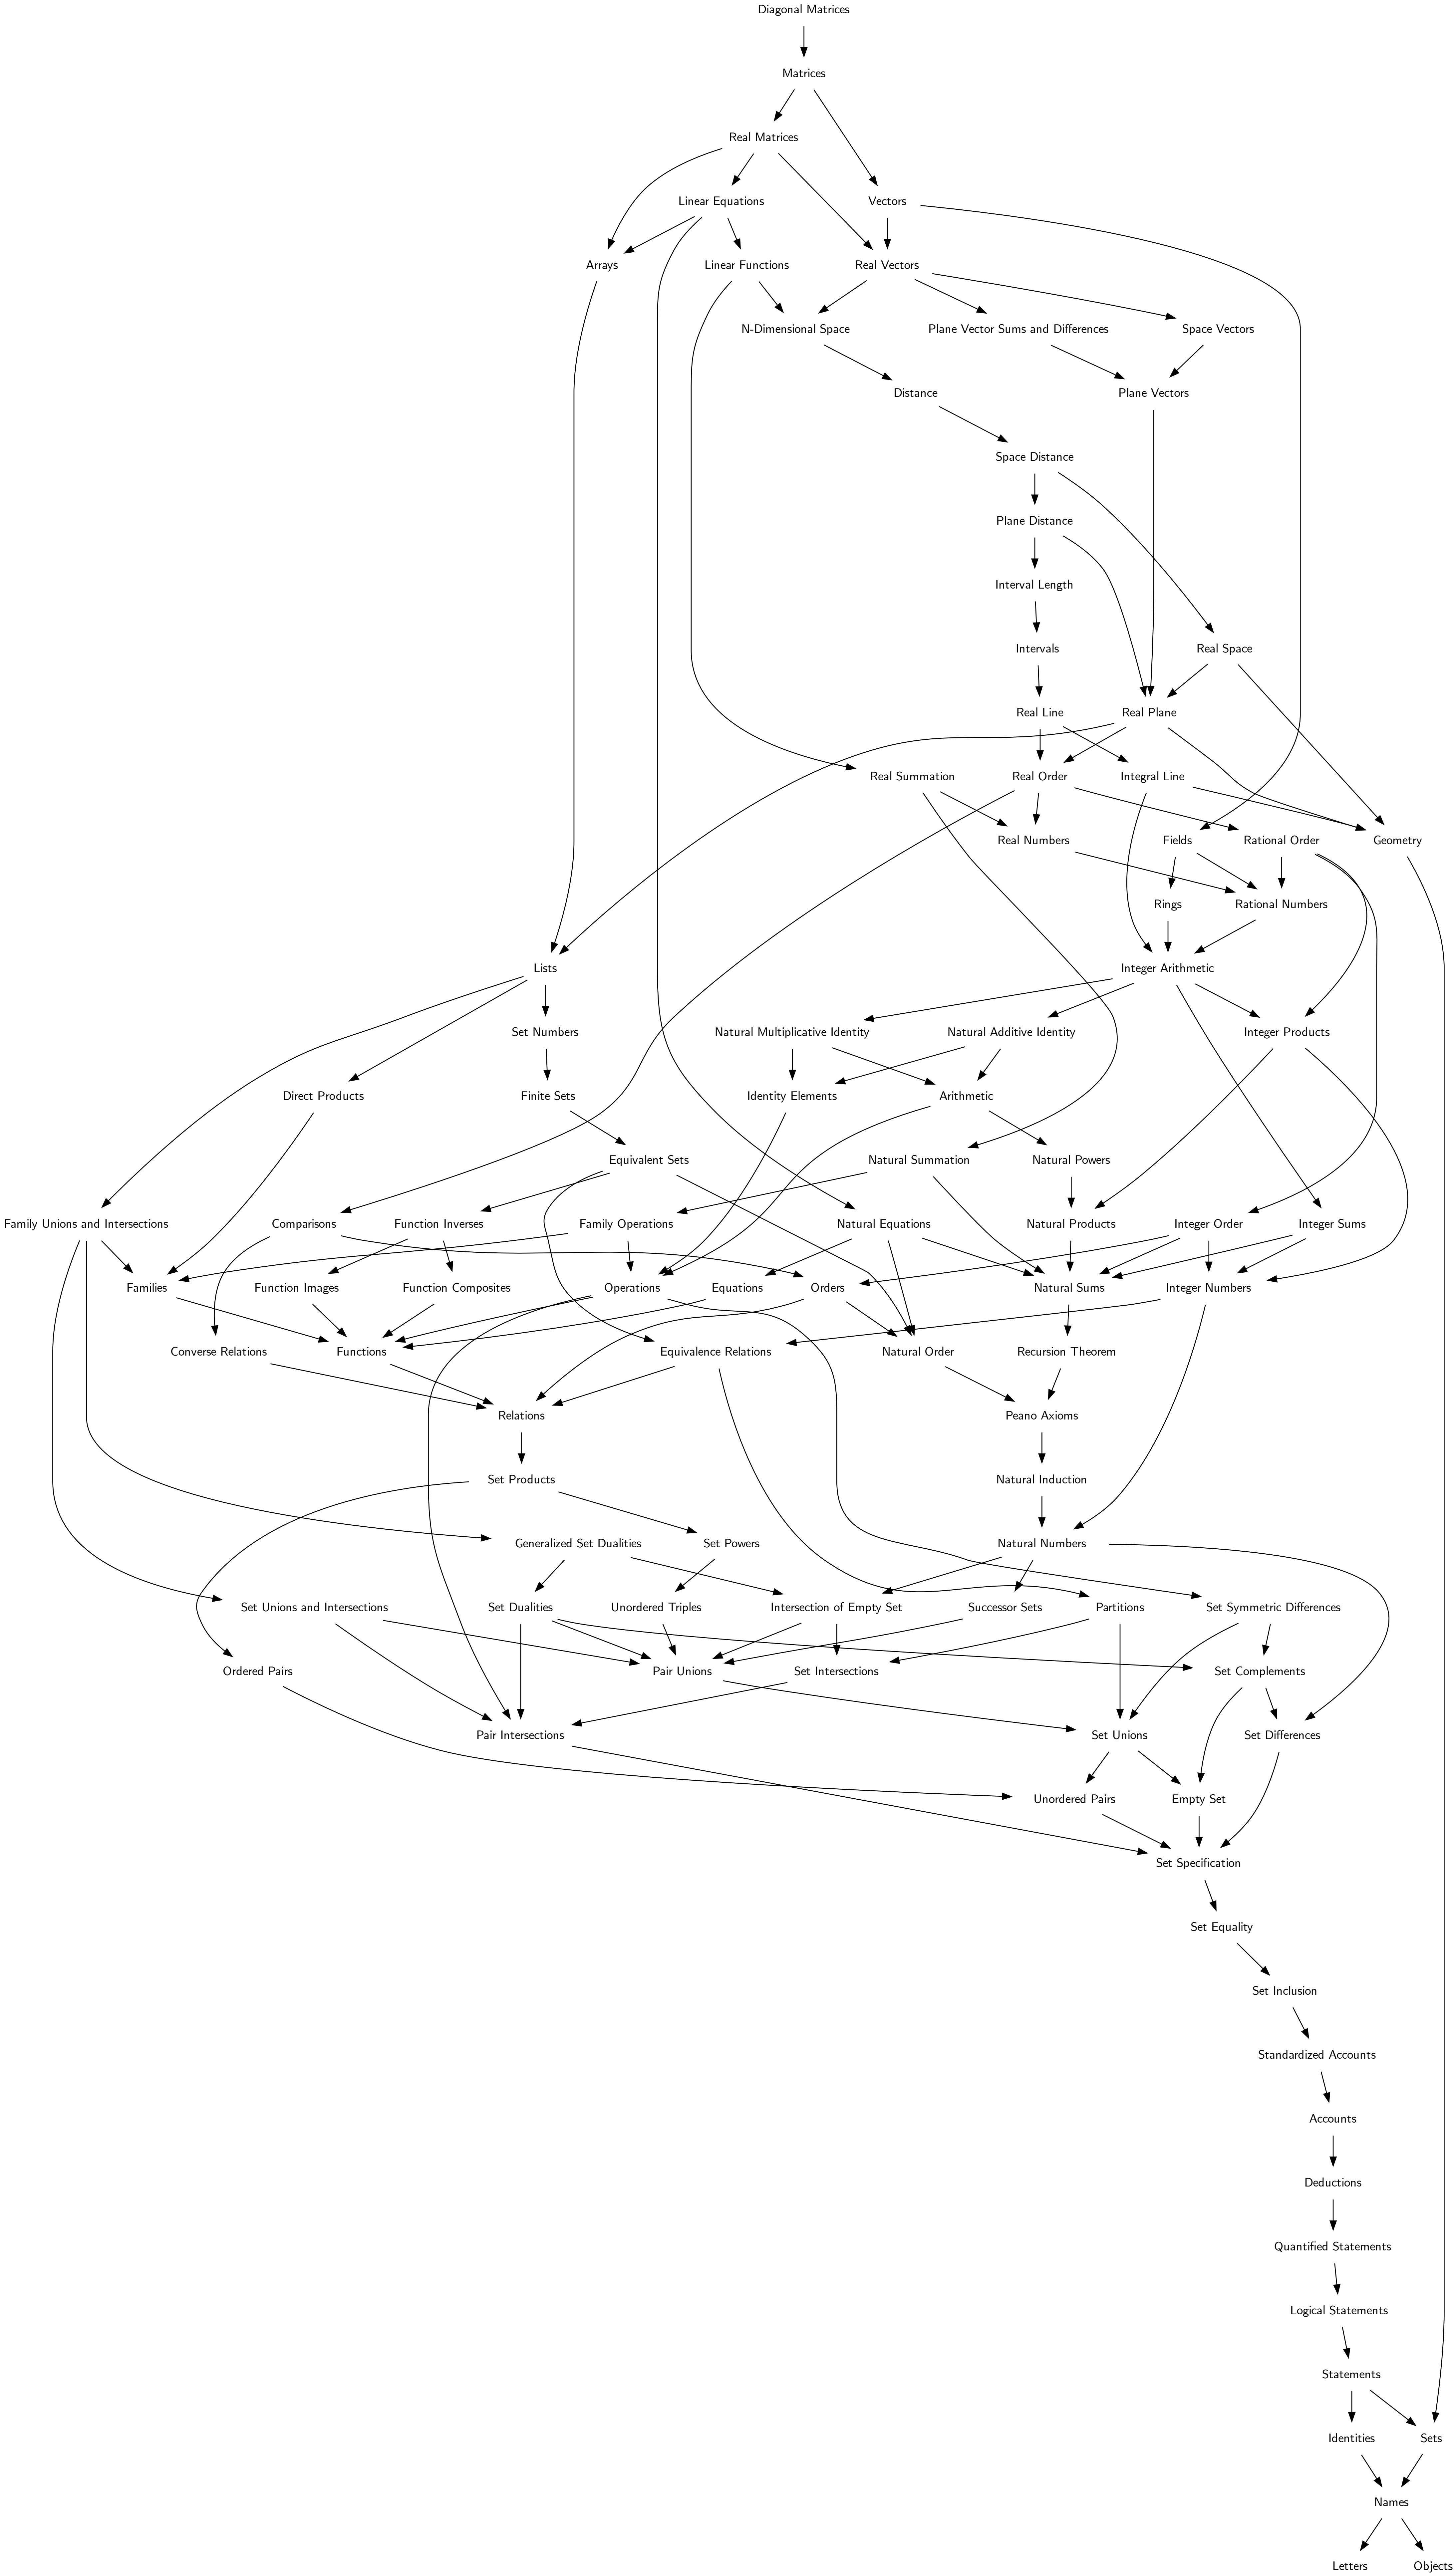 Diagonal Matrices
Matrices
Real Matrices
Linear Equations
Vectors
Arrays
Linear Functions
Real Vectors
N-Dimensional Space
Plane Vector Sums and Differences
Space Vectors
Distance
Plane Vectors
Space Distance
Plane Distance
Interval Length
Intervals
Real Space
Real Line
Real Plane
Real Summation
Real Order
Integral Line
Real Numbers
Fields
Rational Order
Geometry
Rings
Rational Numbers
Lists
Integer Arithmetic
Set Numbers
Natural Multiplicative Identity
Natural Additive Identity
Integer Products
Direct Products
Finite Sets
Identity Elements
Arithmetic
Equivalent Sets
Natural Summation
Natural Powers
Family Unions and Intersections
Comparisons
Function Inverses
Family Operations
Natural Equations
Natural Products
Integer Order
Integer Sums
Families
Function Images
Function Composites
Operations
Equations
Orders
Natural Sums
Integer Numbers
Converse Relations
Functions
Equivalence Relations
Natural Order
Recursion Theorem
Relations
Peano Axioms
Set Products
Natural Induction
Generalized Set Dualities
Set Powers
Natural Numbers
Set Unions and Intersections
Set Dualities
Unordered Triples
Intersection of Empty Set
Successor Sets
Partitions
Set Symmetric Differences
Ordered Pairs
Pair Unions
Set Intersections
Set Complements
Pair Intersections
Set Unions
Set Differences
Unordered Pairs
Empty Set
Set Specification
Set Equality
Set Inclusion
Standardized Accounts
Accounts
Deductions
Quantified Statements
Logical Statements
Statements
Identities
Sets
Names
Letters
Objects